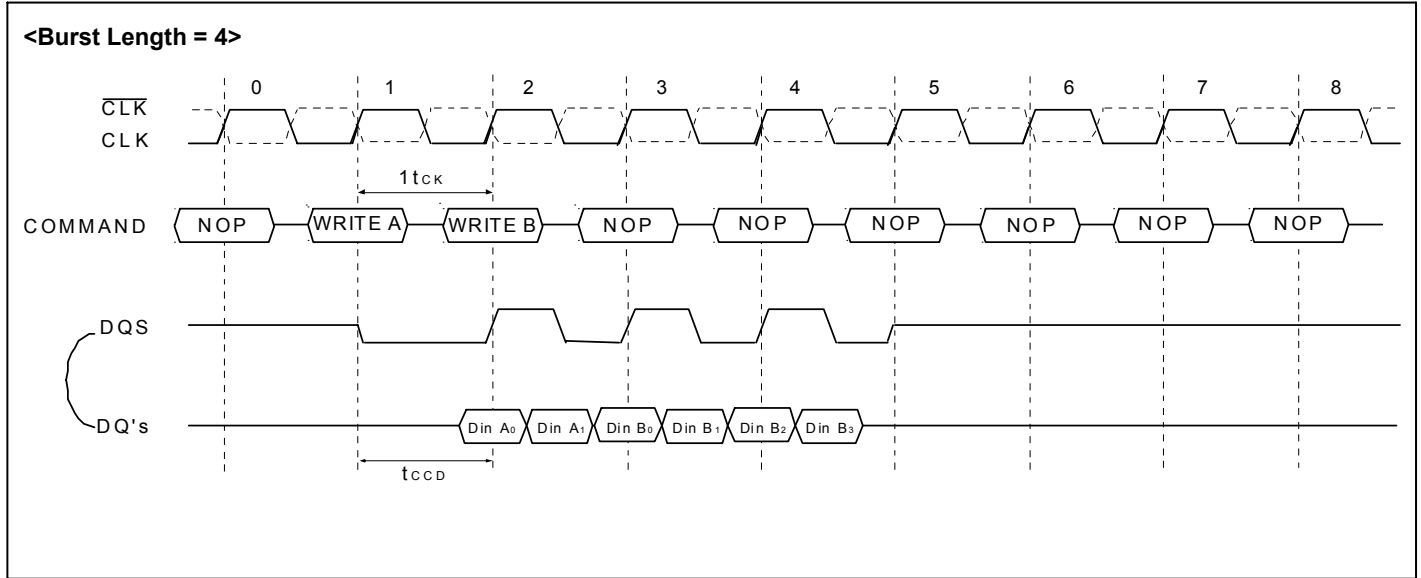 <Burst Length = 4>
0 1 2 3 4 5 6 7 8
CLK
CLK
1tCK
COMMAND NOP WRITE A WRITE B NOP NOP NOP NOP NOP NOP
DQS
DQ's Din A0 Din A1 Din B0 Din B1 Din B2 Din B3
tCCD